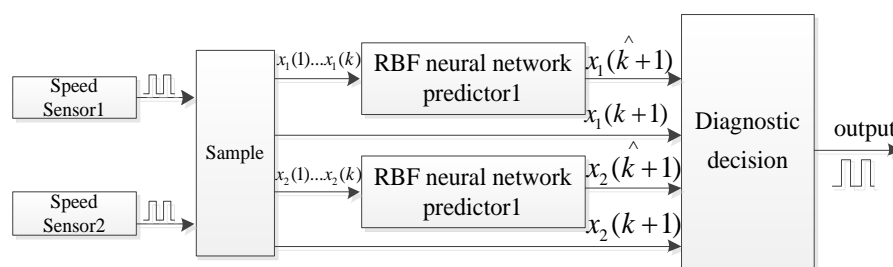 Speed
Sensor1
Speed
Sensor2
Sample
x₁(1)...x₁(k)
RBF neural network
predictor1
x₁(k^+1)
x₁(k+1)
x₂(1)...x₂(k)
RBF neural network
predictor1
x₂(k^+1)
x₂(k+1)
Diagnostic
decision
output